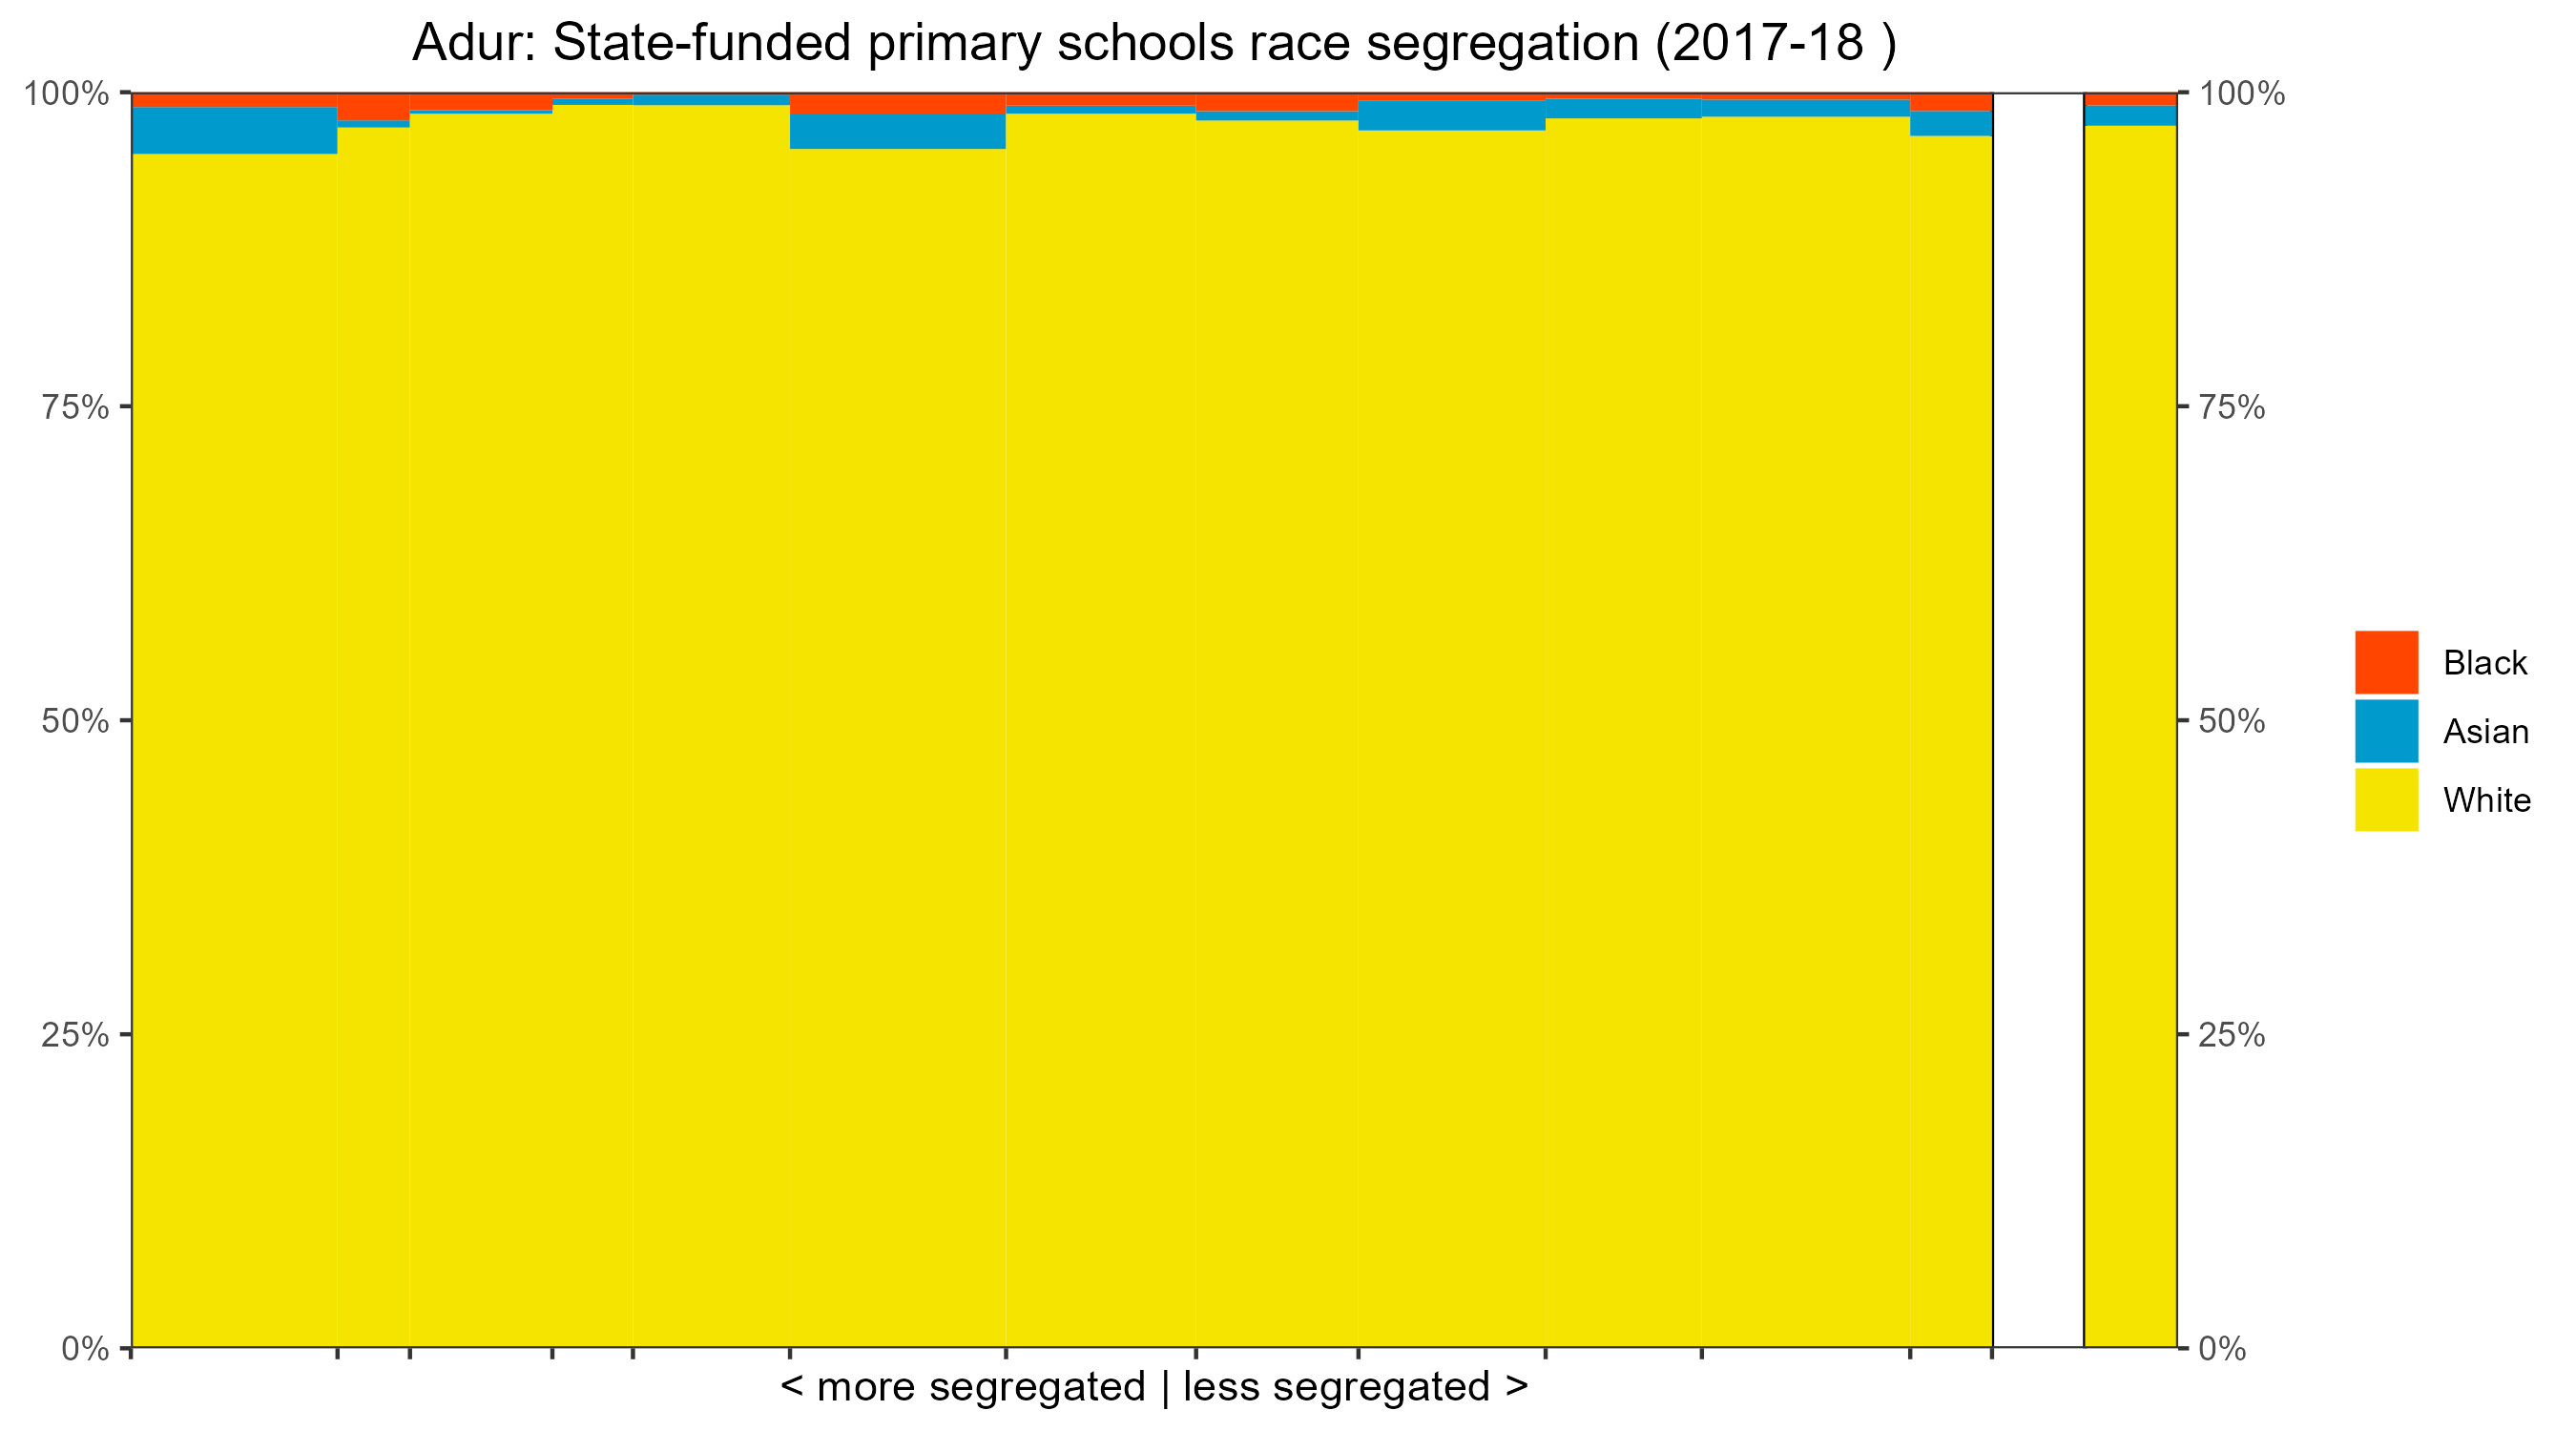 Adur: State-funded primary schools race segregation (2017-18 )
100%
75%
50%
25%
0%
100%
75%
50%
25%
0%
Black
Asian
White
< more segregated | less segregated >